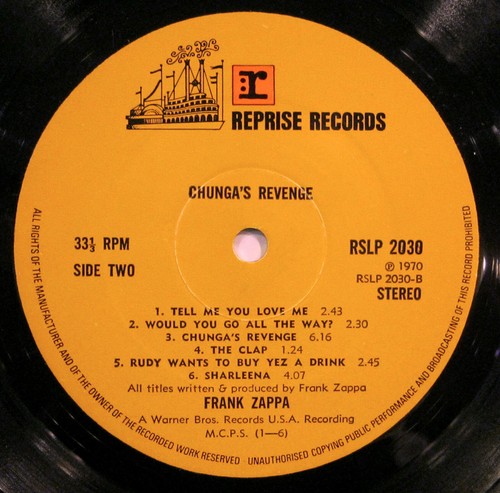 r
REPRISE RECORDS
CHUNGA'S REVENGE
33⅓ RPM
SIDE TWO
RSLP 2030
℗ 1970
RSLP 2030-B
STEREO
1. TELL ME YOU LOVE ME 2.43
2. WOULD YOU GO ALL THE WAY? 2.30
3. CHUNGA'S REVENGE 6.16
4. THE CLAP 1.24
5. RUDY WANTS TO BUY YEZ A DRINK 2.45
6. SHARLEENA 4.07
All titles written & produced by Frank Zappa
FRANK ZAPPA
A Warner Bros. Records U.S.A. Recording
M.C.P.S. (1—6)
ALL RIGHTS OF THE MANUFACTURER AND OF THE OWNER OF THE RECORDED WORK RESERVED UNAUTHORISED COPYING PUBLIC PERFORMANCE AND BROADCASTING OF THIS RECORD PROHIBITED